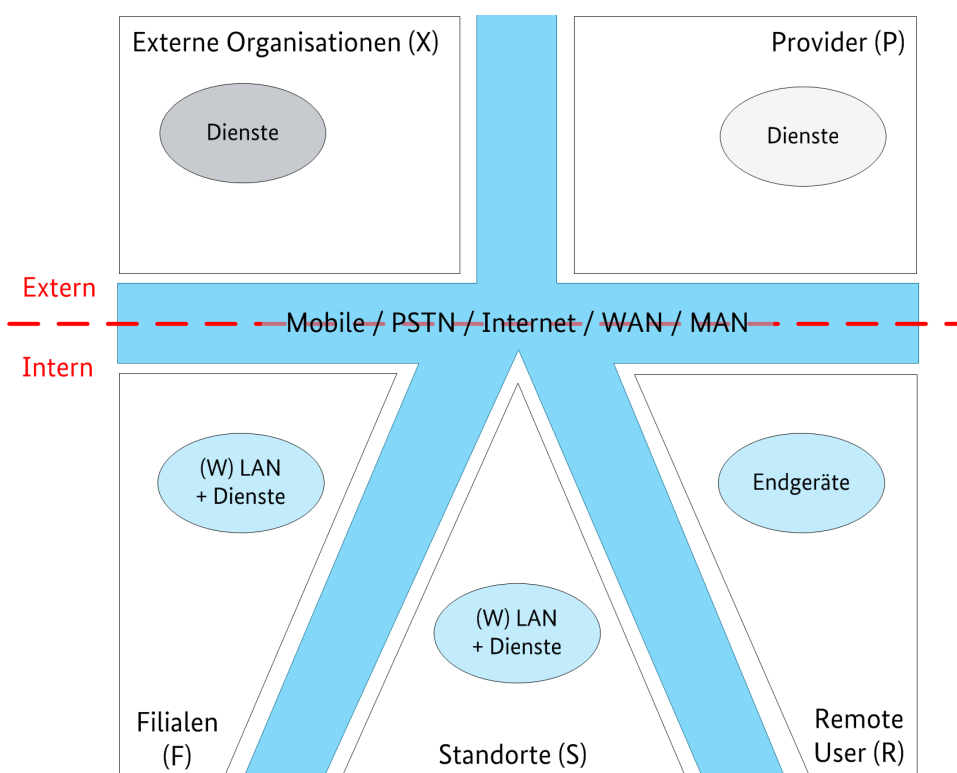 Externe Organisationen (X)
Provider (P)
Dienste
Dienste
Extern
Mobile / PSTN / Internet / WAN / MAN
Intern
(W) LAN
+ Dienste
Endgeräte
(W) LAN
+ Dienste
Filialen
(F)
Standorte (S)
Remote
User (R)